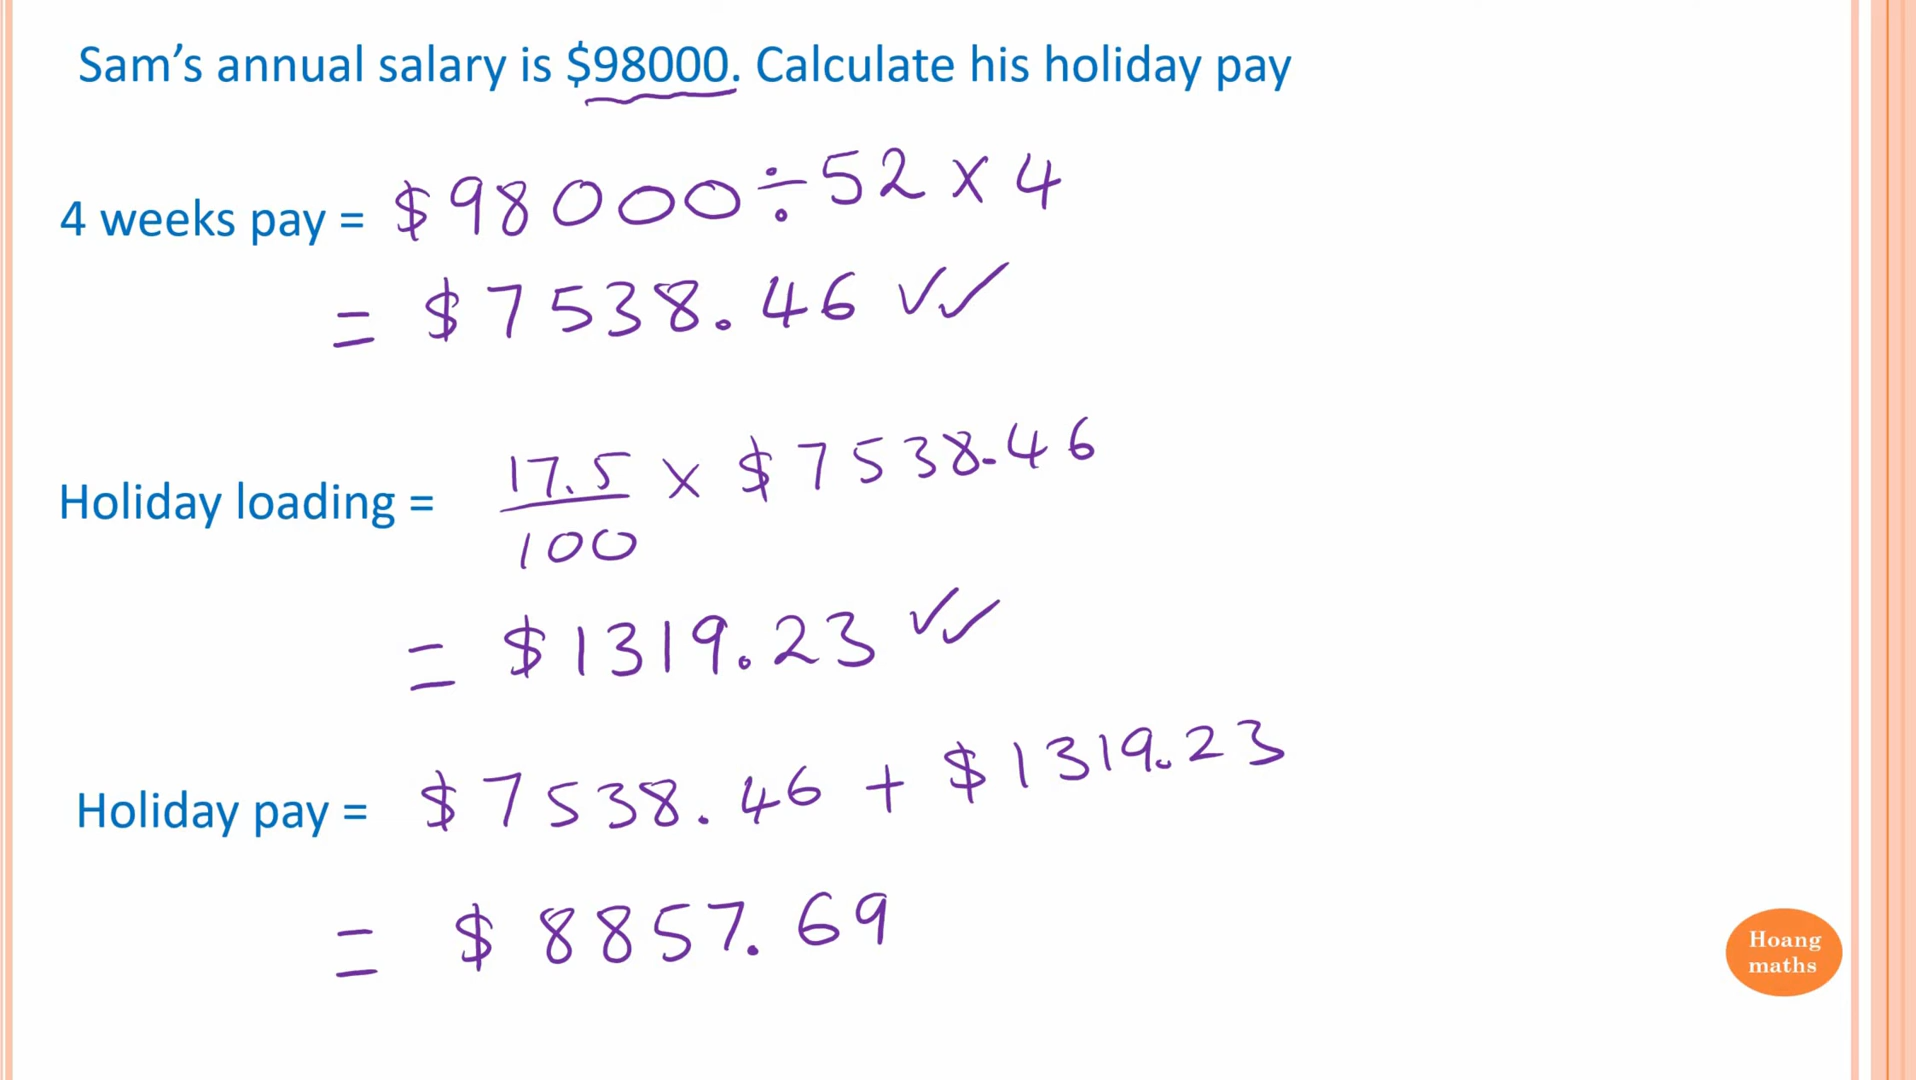 Sam's annual salary is $98000. Calculate his holiday pay
4 weeks pay = $98000 ÷ 52 × 4
= $7538.46 ✓✓
Holiday loading = 17.5/100 × $7538.46
= $1319.23 ✓✓
Holiday pay = $7538.46 + $1319.23
= $8857.69
Hoang
maths